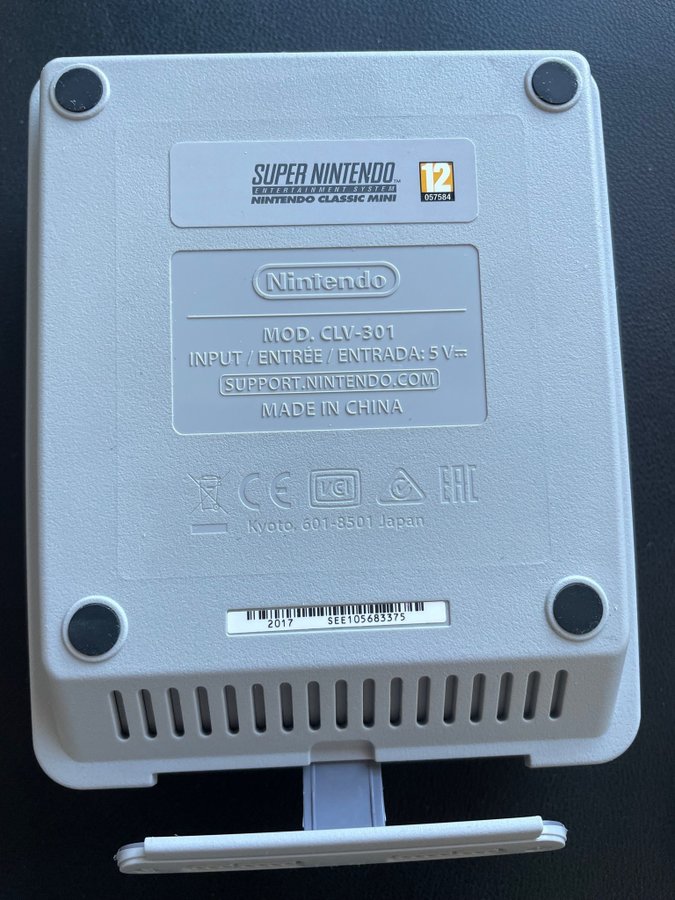 SUPER NINTENDO™
ENTERTAINMENT SYSTEM
NINTENDO CLASSIC MINI
12
057584
Nintendo
MOD. CLV-301
INPUT / ENTRÉE / ENTRADA: 5 V⎓
SUPPORT.NINTENDO.COM
MADE IN CHINA
CE VCI EAC
Kyoto, 601-8501 Japan
2017 SEE105683375